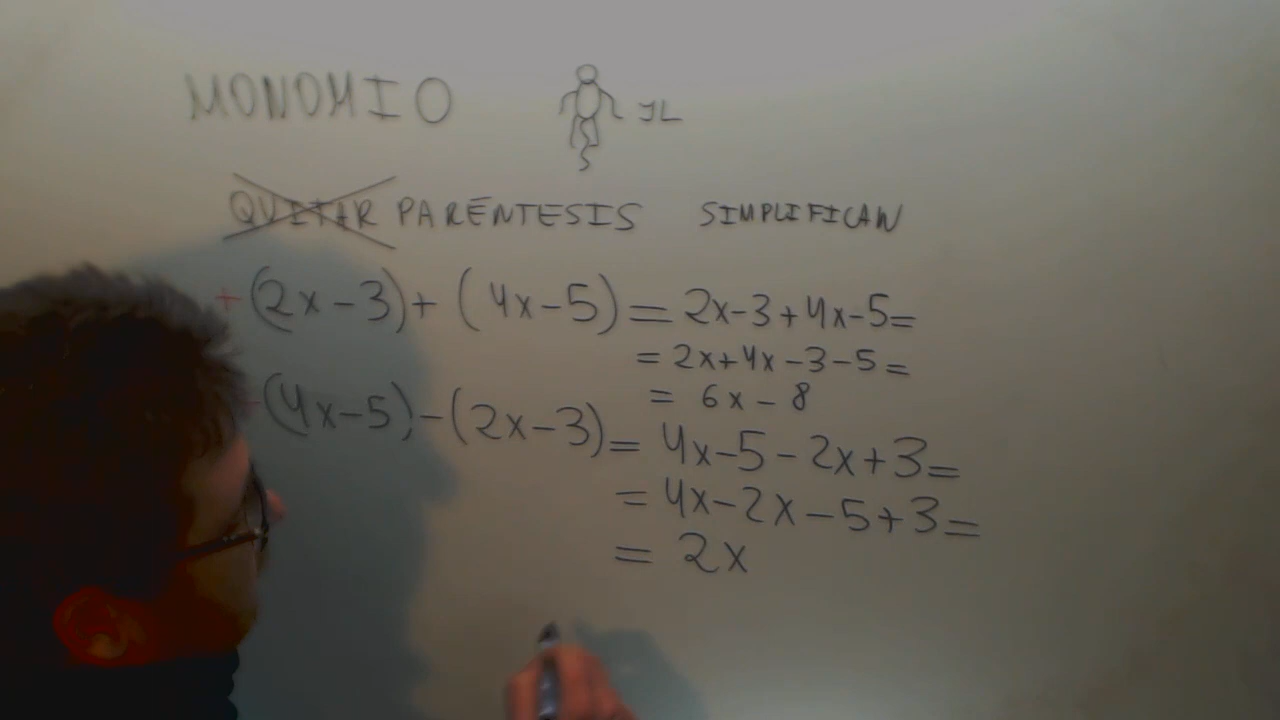 MONOMIO JL
QUITAR PARÉNTESIS SIMPLIFICAN
+(2x-3)+(4x-5)=2x-3+4x-5=
=2x+4x-3-5=
=6x-8
(4x-5)-(2x-3)=4x-5-2x+3=
=4x-2x-5+3=
=2x